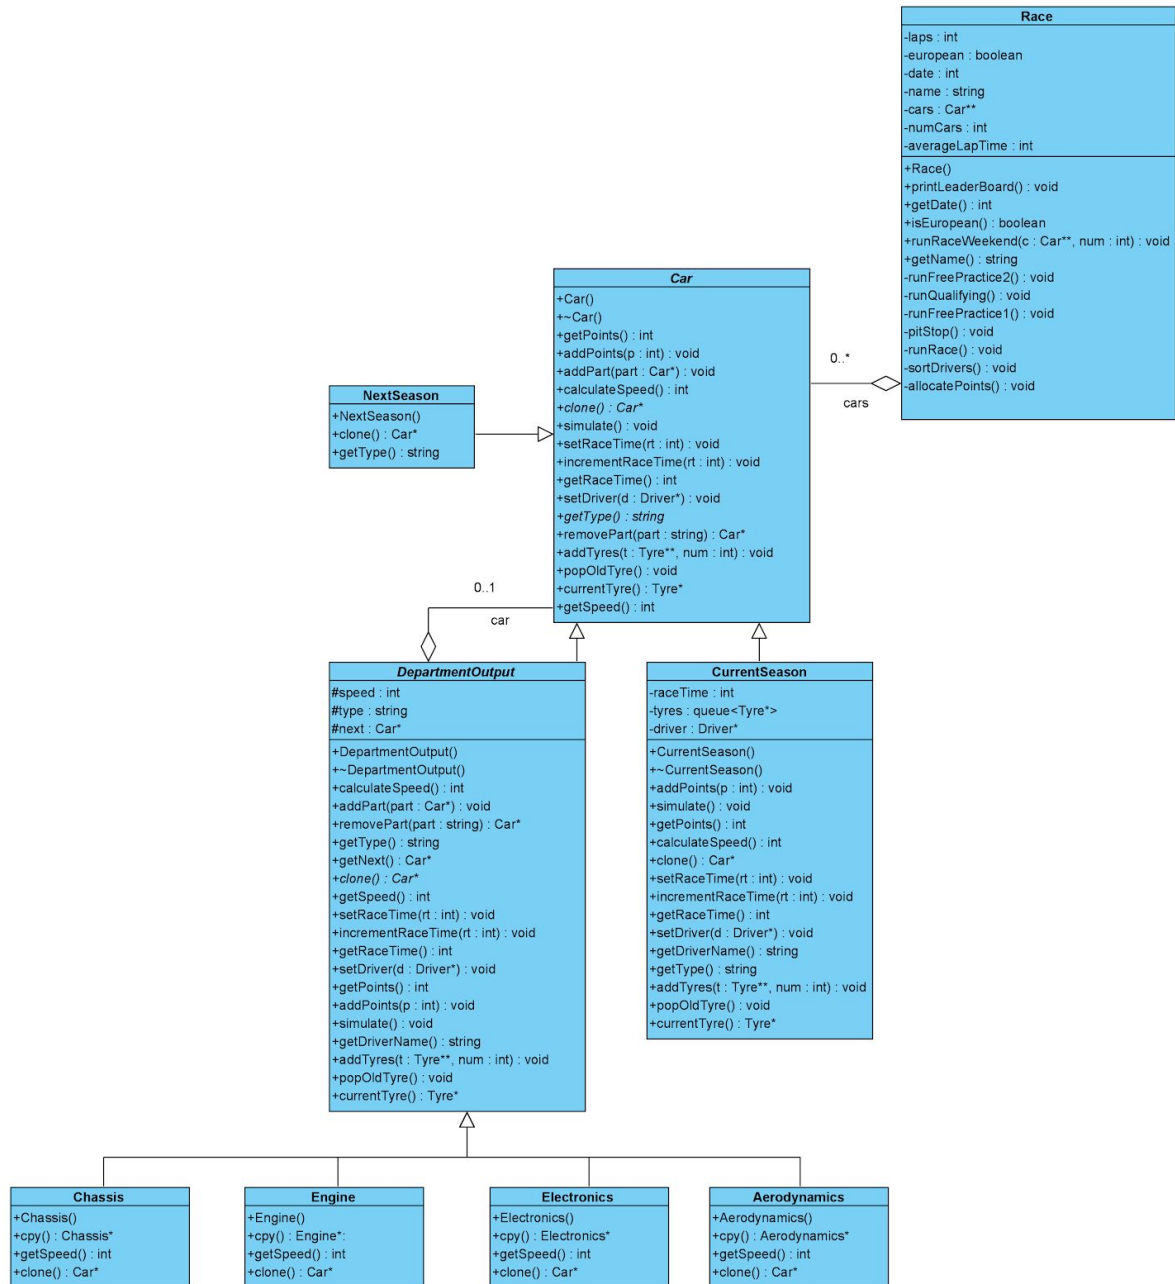 Race
-laps : int
-european : boolean
-date : int
-name : string
-cars : Car**
-numCars : int
-averageLapTime : int
+Race()
+printLeaderBoard() : void
+getDate() : int
+isEuropean() : boolean
+runRaceWeekend(c : Car**, num : int) : void
+getName() : string
-runFreePractice2() : void
-runQualifying() : void
-runFreePractice1() : void
-pitStop() : void
-runRace() : void
-sortDrivers() : void
-allocatePoints() : void
0..*
cars
Car
+Car()
+~Car()
+getPoints() : int
+addPoints(p : int) : void
+addPart(part : Car*) : void
+calculateSpeed() : int
+clone() : Car*
+simulate() : void
+setRaceTime(rt : int) : void
+incrementRaceTime(rt : int) : void
+getRaceTime() : int
+setDriver(d : Driver*) : void
+getType() : string
+removePart(part : string) : Car*
+addTyres(t : Tyre**, num : int) : void
+popOldTyre() : void
+currentTyre() : Tyre*
+getSpeed() : int
NextSeason
+NextSeason()
+clone() : Car*
+getType() : string
0..1
car
DepartmentOutput
#speed : int
#type : string
#next : Car*
+DepartmentOutput()
+~DepartmentOutput()
+calculateSpeed() : int
+addPart(part : Car*) : void
+removePart(part : string) : Car*
+getType() : string
+getNext() : Car*
+clone() : Car*
+getSpeed() : int
+setRaceTime(rt : int) : void
+incrementRaceTime(rt : int) : void
+getRaceTime() : int
+setDriver(d : Driver*) : void
+getPoints() : int
+addPoints(p : int) : void
+simulate() : void
+getDriverName() : string
+addTyres(t : Tyre**, num : int) : void
+popOldTyre() : void
+currentTyre() : Tyre*
CurrentSeason
-raceTime : int
-tyres : queue<Tyre*>
-driver : Driver*
+CurrentSeason()
+~CurrentSeason()
+addPoints(p : int) : void
+simulate() : void
+getPoints() : int
+calculateSpeed() : int
+clone() : Car*
+setRaceTime(rt : int) : void
+incrementRaceTime(rt : int) : void
+getRaceTime() : int
+setDriver(d : Driver*) : void
+getDriverName() : string
+getType() : string
+addTyres(t : Tyre**, num : int) : void
+popOldTyre() : void
+currentTyre() : Tyre*
Chassis
+Chassis()
+cpy() : Chassis*
+getSpeed() : int
+clone() : Car*
Engine
+Engine()
+cpy() : Engine*:
+getSpeed() : int
+clone() : Car*
Electronics
+Electronics()
+cpy() : Electronics*
+getSpeed() : int
+clone() : Car*
Aerodynamics
+Aerodynamics()
+cpy() : Aerodynamics*
+getSpeed() : int
+clone() : Car*